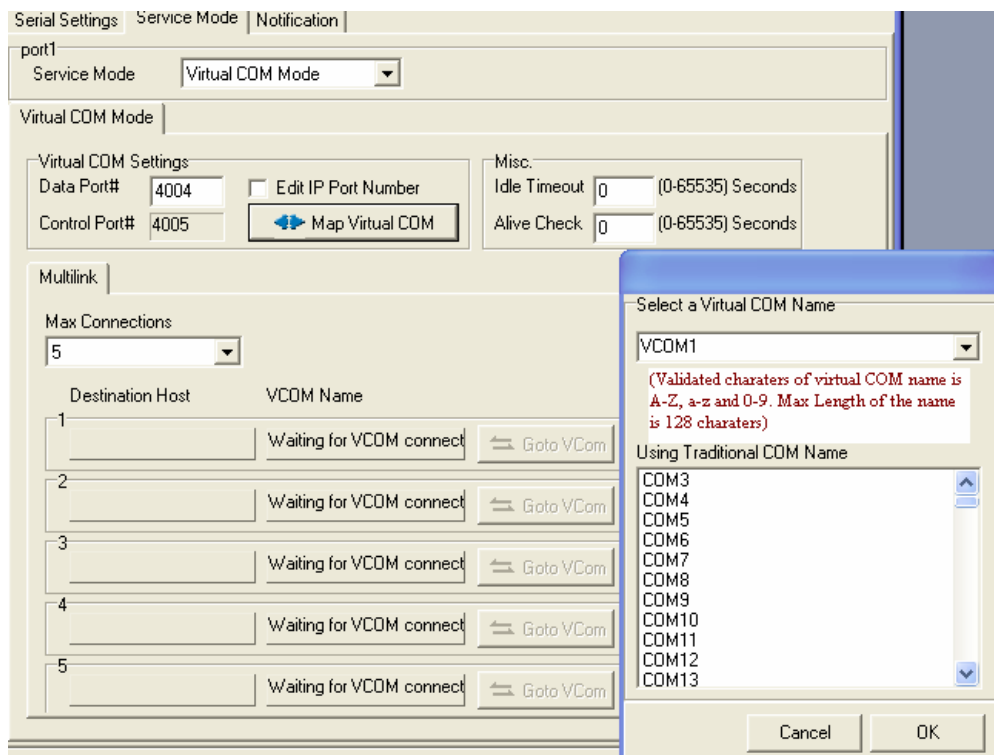 Serial Settings Service Mode Notification
port1
Service Mode Virtual COM Mode
Virtual COM Mode
Virtual COM Settings
Data Port# 4004 Edit IP Port Number
Control Port# 4005 Map Virtual COM
Misc.
Idle Timeout 0 (0-65535) Seconds
Alive Check 0 (0-65535) Seconds
Multilink
Max Connections
5
Destination Host VCOM Name
1 Waiting for VCOM connect Goto VCom
2 Waiting for VCOM connect Goto VCom
3 Waiting for VCOM connect Goto VCom
4 Waiting for VCOM connect Goto VCom
5 Waiting for VCOM connect Goto VCom
Select a Virtual COM Name
VCOM1
(Validated charaters of virtual COM name is
A-Z, a-z and 0-9. Max Length of the name
is 128 charaters)
Using Traditional COM Name
COM3
COM4
COM5
COM6
COM7
COM8
COM9
COM10
COM11
COM12
COM13
Cancel OK